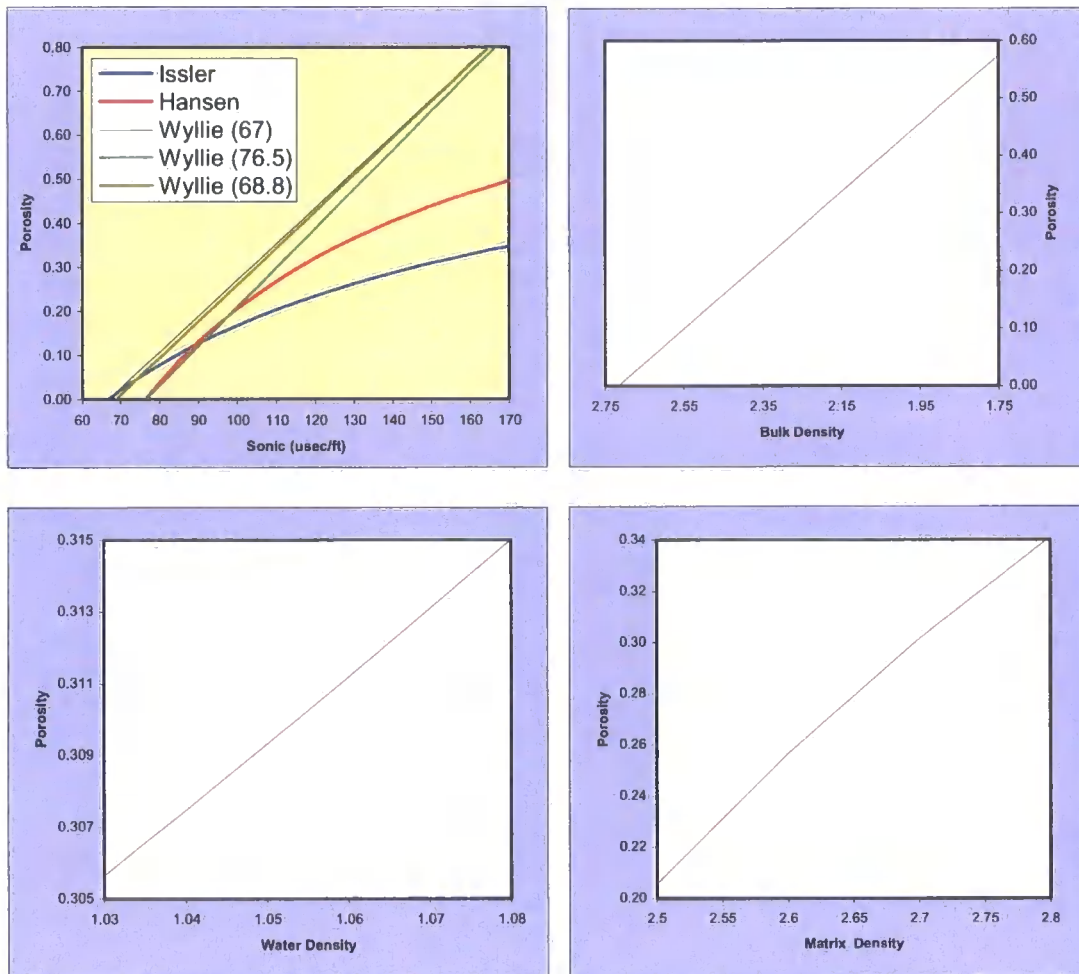 0.80
0.70
0.60
0.50
0.40
0.30
0.20
0.10
0.00
Porosity
Issler
Hansen
Wyllie (67)
Wyllie (76.5)
Wyllie (68.8)
60 70 80 90 100 110 120 130 140 150 160 170
Sonic (usec/ft)
0.60
0.50
0.40
0.30
0.20
0.10
0.00
Porosity
2.75 2.55 2.35 2.15 1.95 1.75
Bulk Density
0.315
0.313
0.311
0.309
0.307
0.305
Porosity
1.03 1.04 1.05 1.06 1.07 1.08
Water Density
0.34
0.32
0.30
0.28
0.26
0.24
0.22
0.20
Porosity
2.5 2.55 2.6 2.65 2.7 2.75 2.8
Matrix Density